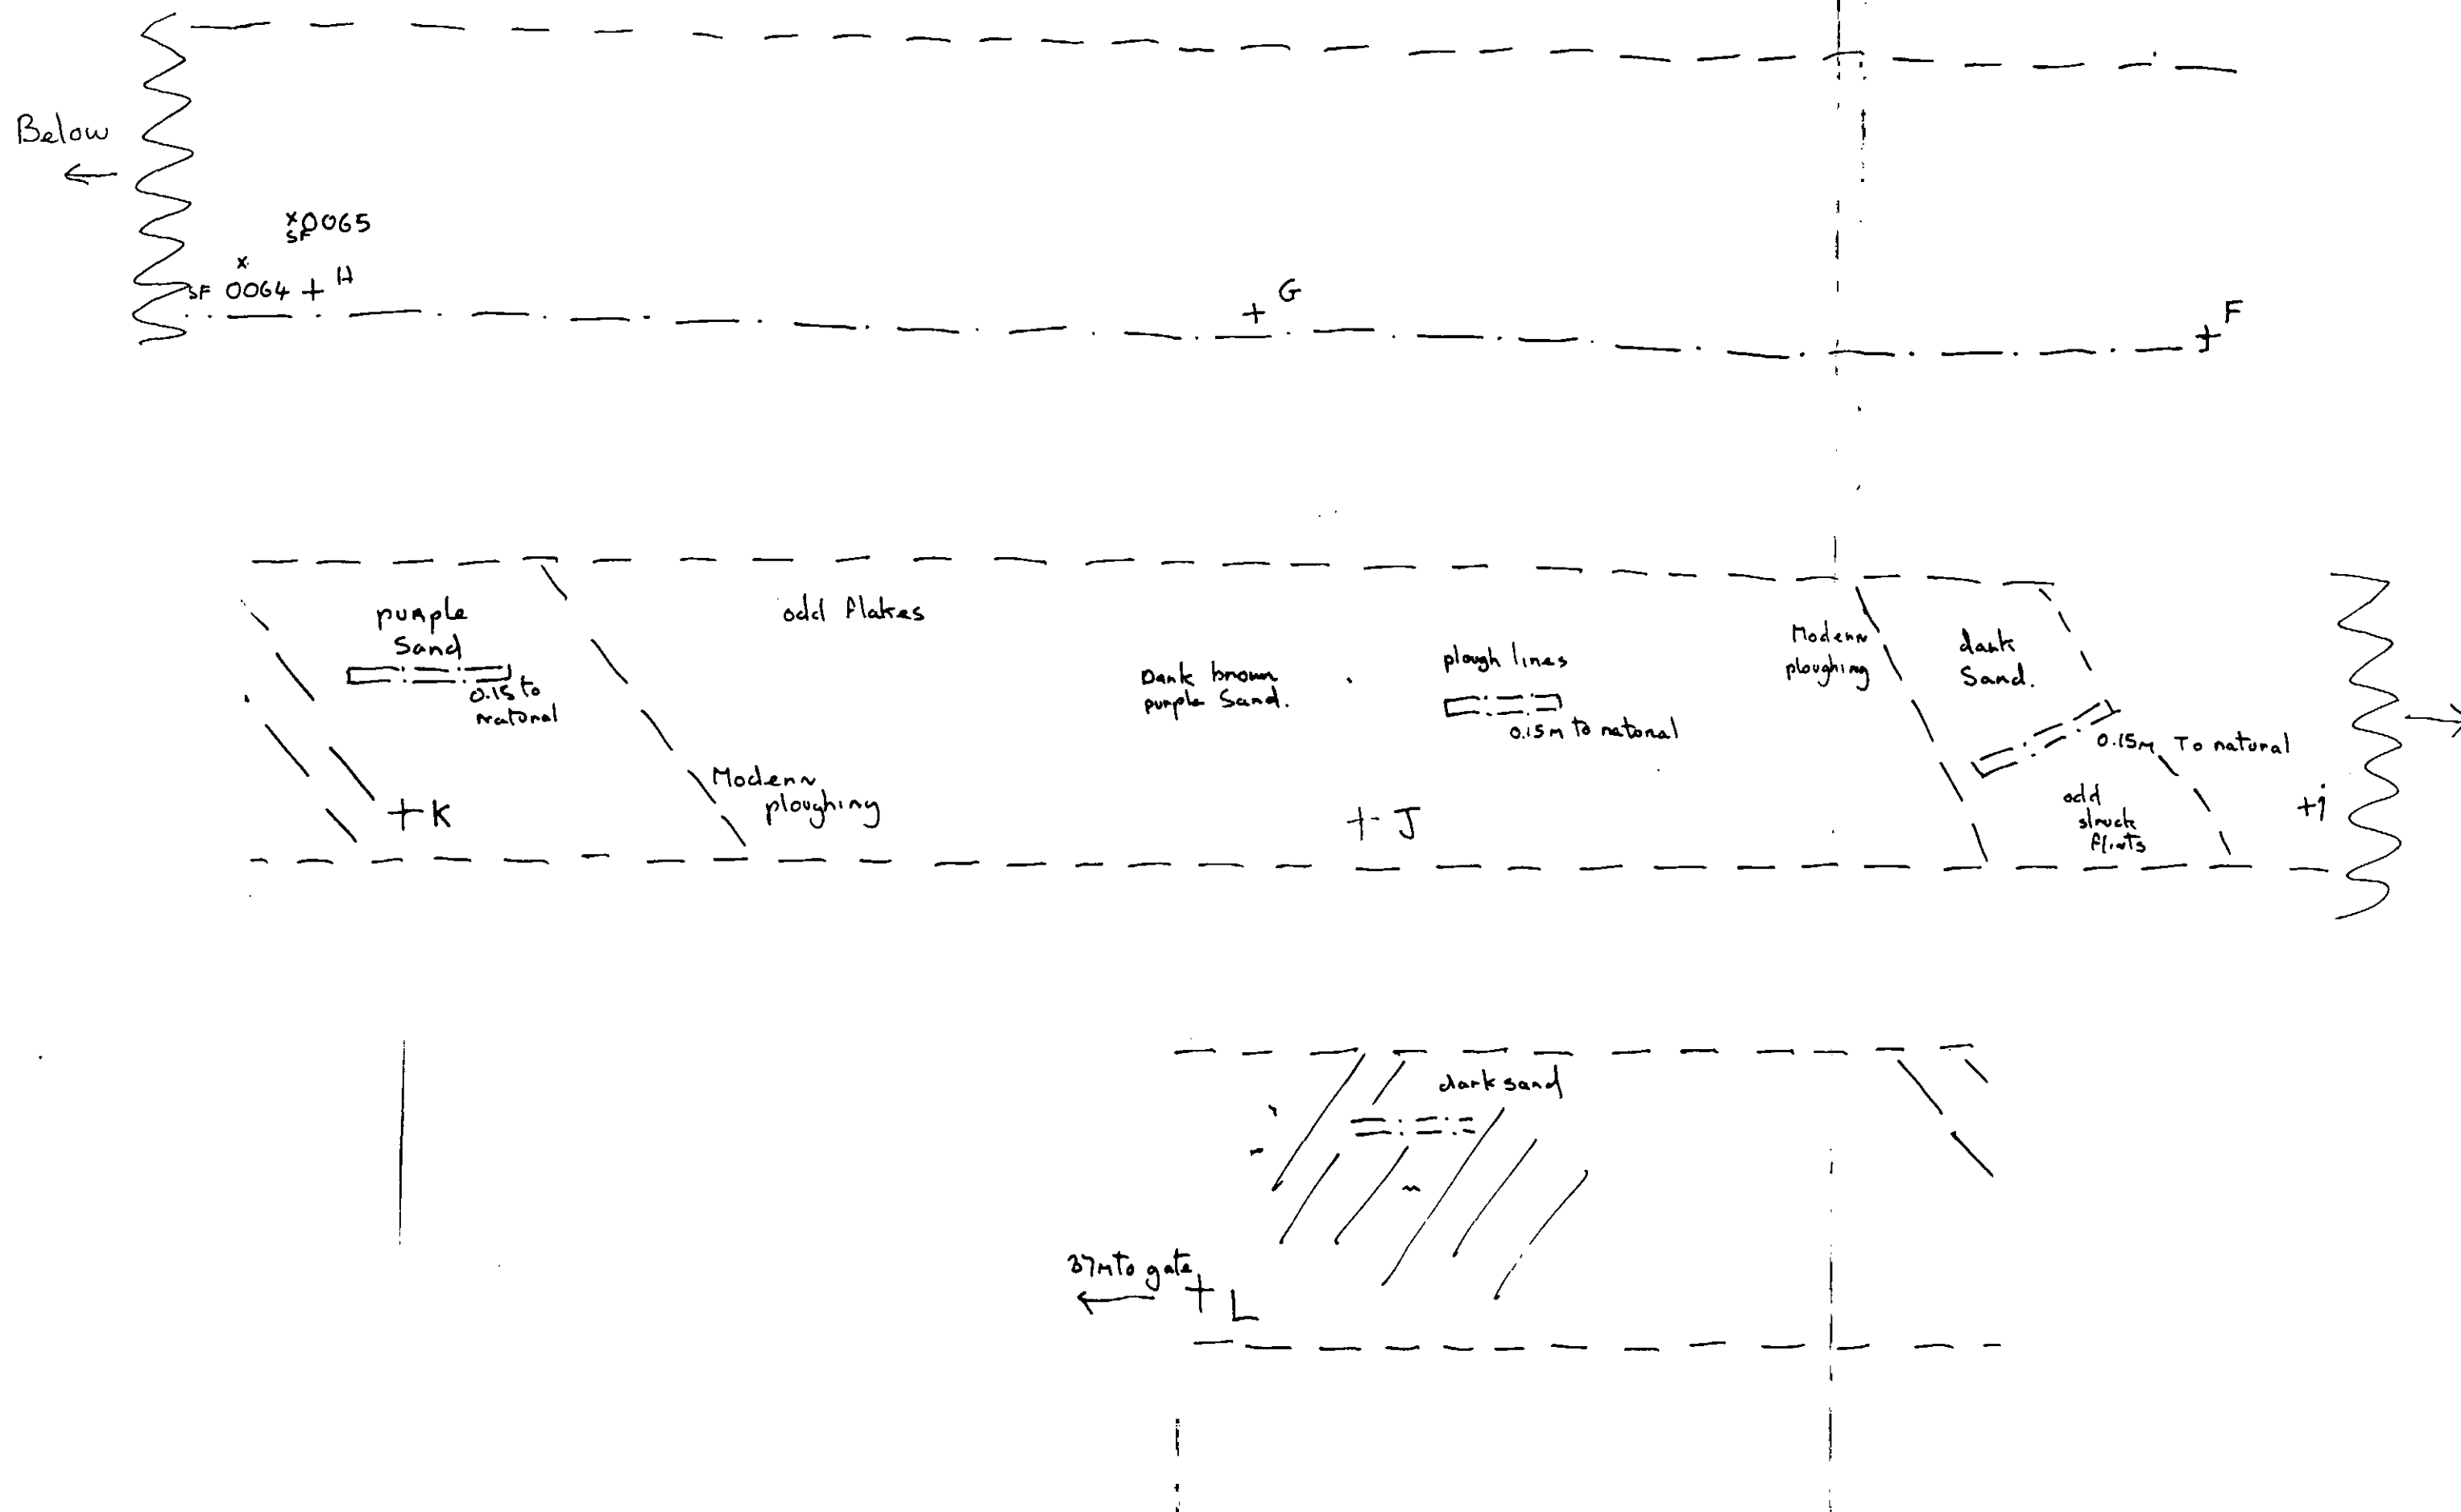 Below
SF 0065
SF 0064 H
G
F
purple
Sand
0.15 to
natural
odd flakes
Dark brown
purple Sand.
plough lines
0.15m to natural
Modern
ploughing
dark
Sand.
0.15m To natural
odd
struck
flints
i
K
Modern
ploughing
J
dark sand
37m to gate
L